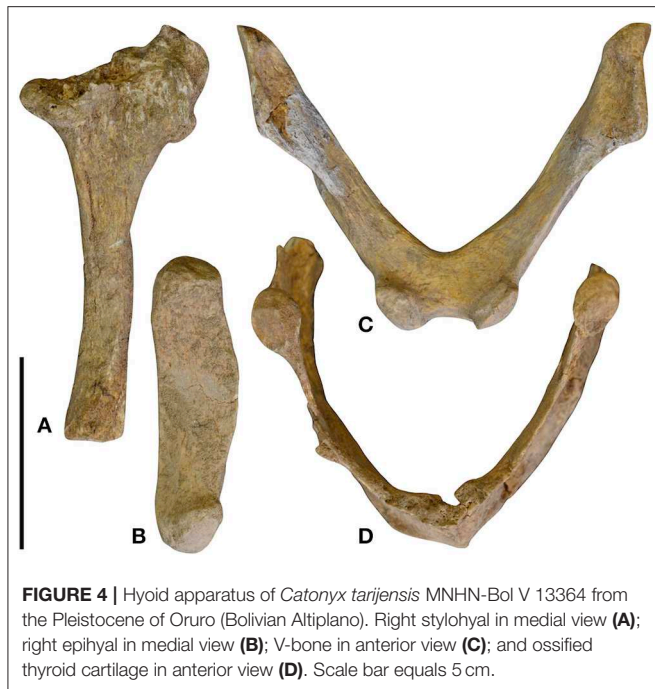 C
A
B
D
FIGURE 4 | Hyoid apparatus of Catonyx tarijensis MNHN-Bol V 13364 from
the Pleistocene of Oruro (Bolivian Altiplano). Right stylohyal in medial view (A);
right epihyal in medial view (B); V-bone in anterior view (C); and ossified
thyroid cartilage in anterior view (D). Scale bar equals 5 cm.